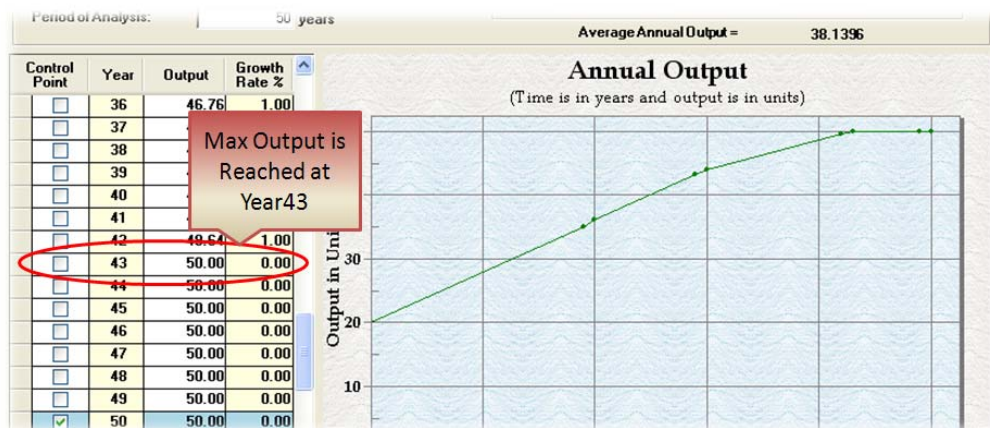 Period of Analysis: 50 years
Average Annual Output = 38.1396
Control Point Year Output Growth Rate %
36 46.76 1.00
37
38
39
40
41
42 49.64 1.00
43 50.00 0.00
44 50.00 0.00
45 50.00 0.00
46 50.00 0.00
47 50.00 0.00
48 50.00 0.00
49 50.00 0.00
50 50.00 0.00
Max Output is
Reached at
Year43
Annual Output
(Time is in years and output is in units)
Output in
30
20
10